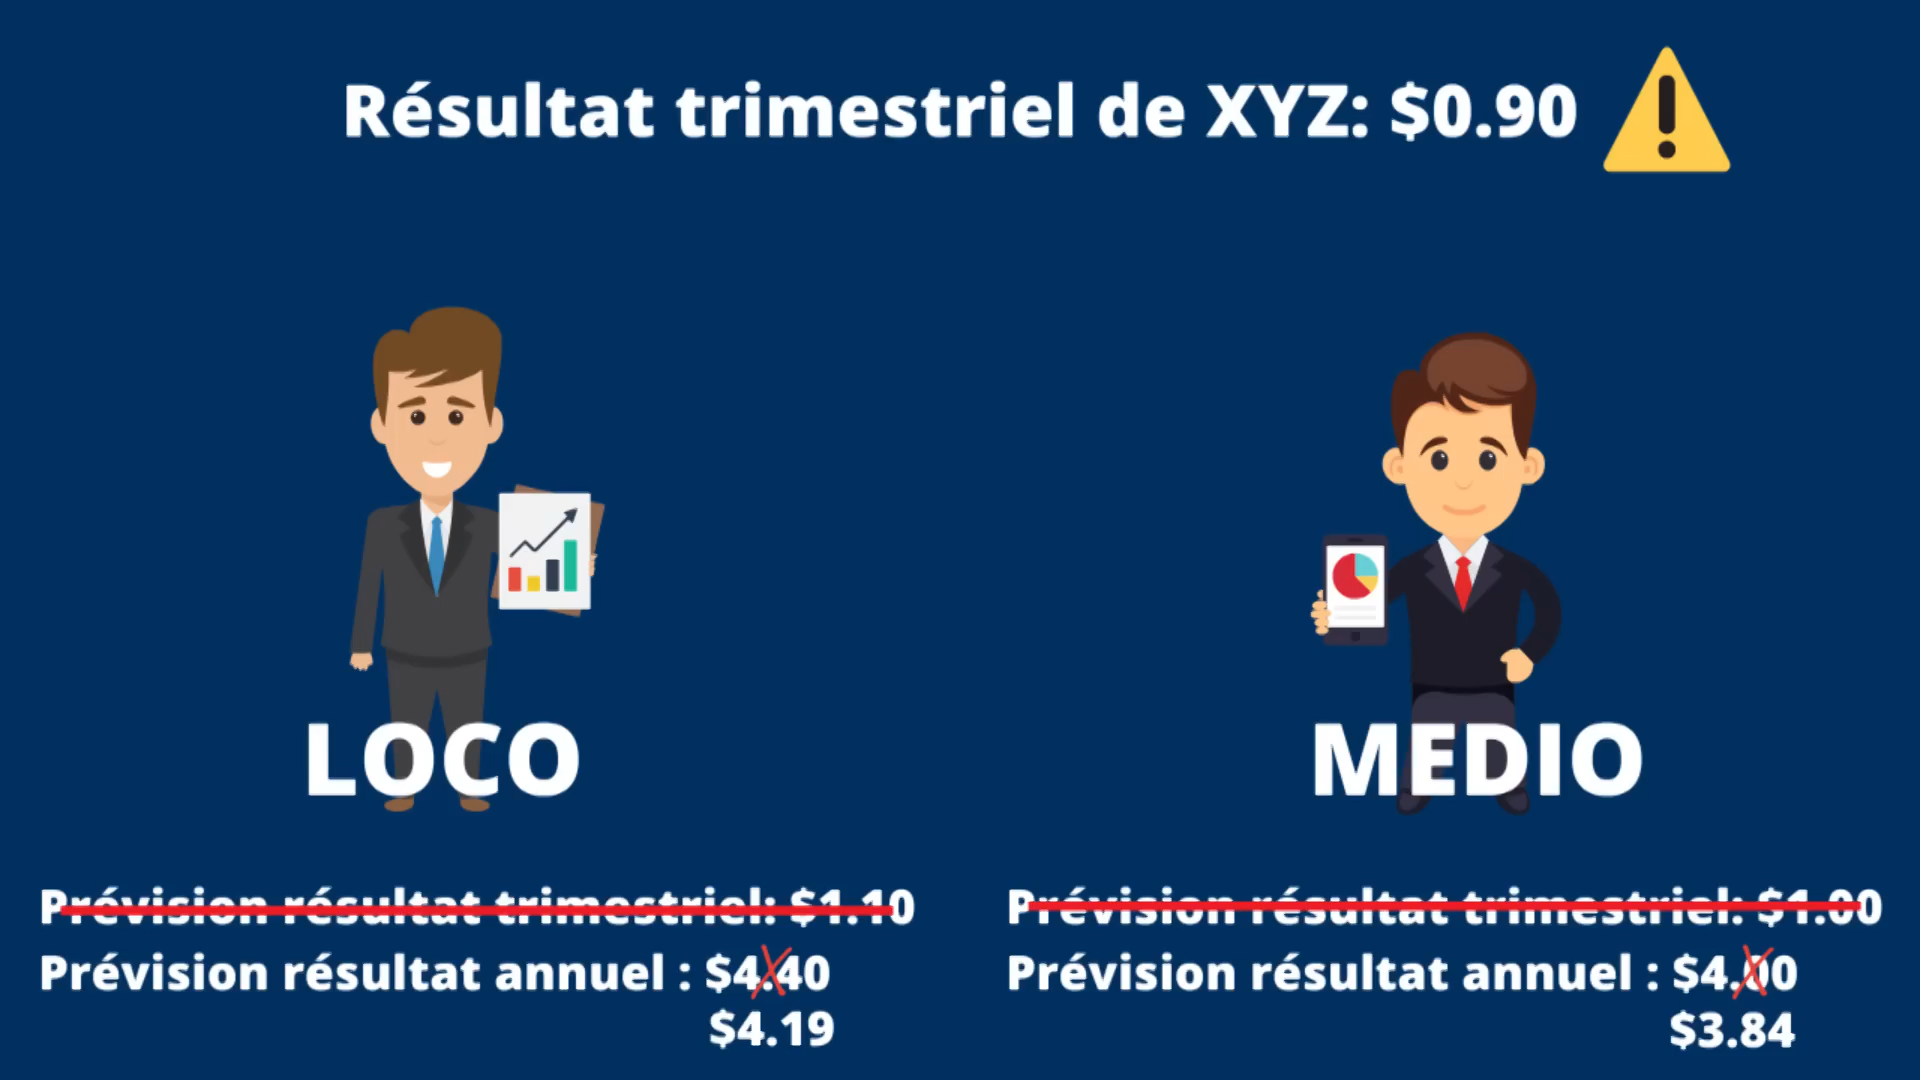 Résultat trimestriel de XYZ: $0.90
LOCO
MEDIO
Prévision résultat trimestriel: $1.10
Prévision résultat annuel : $4.40
$4.19
Prévision résultat trimestriel: $1.00
Prévision résultat annuel : $4.00
$3.84